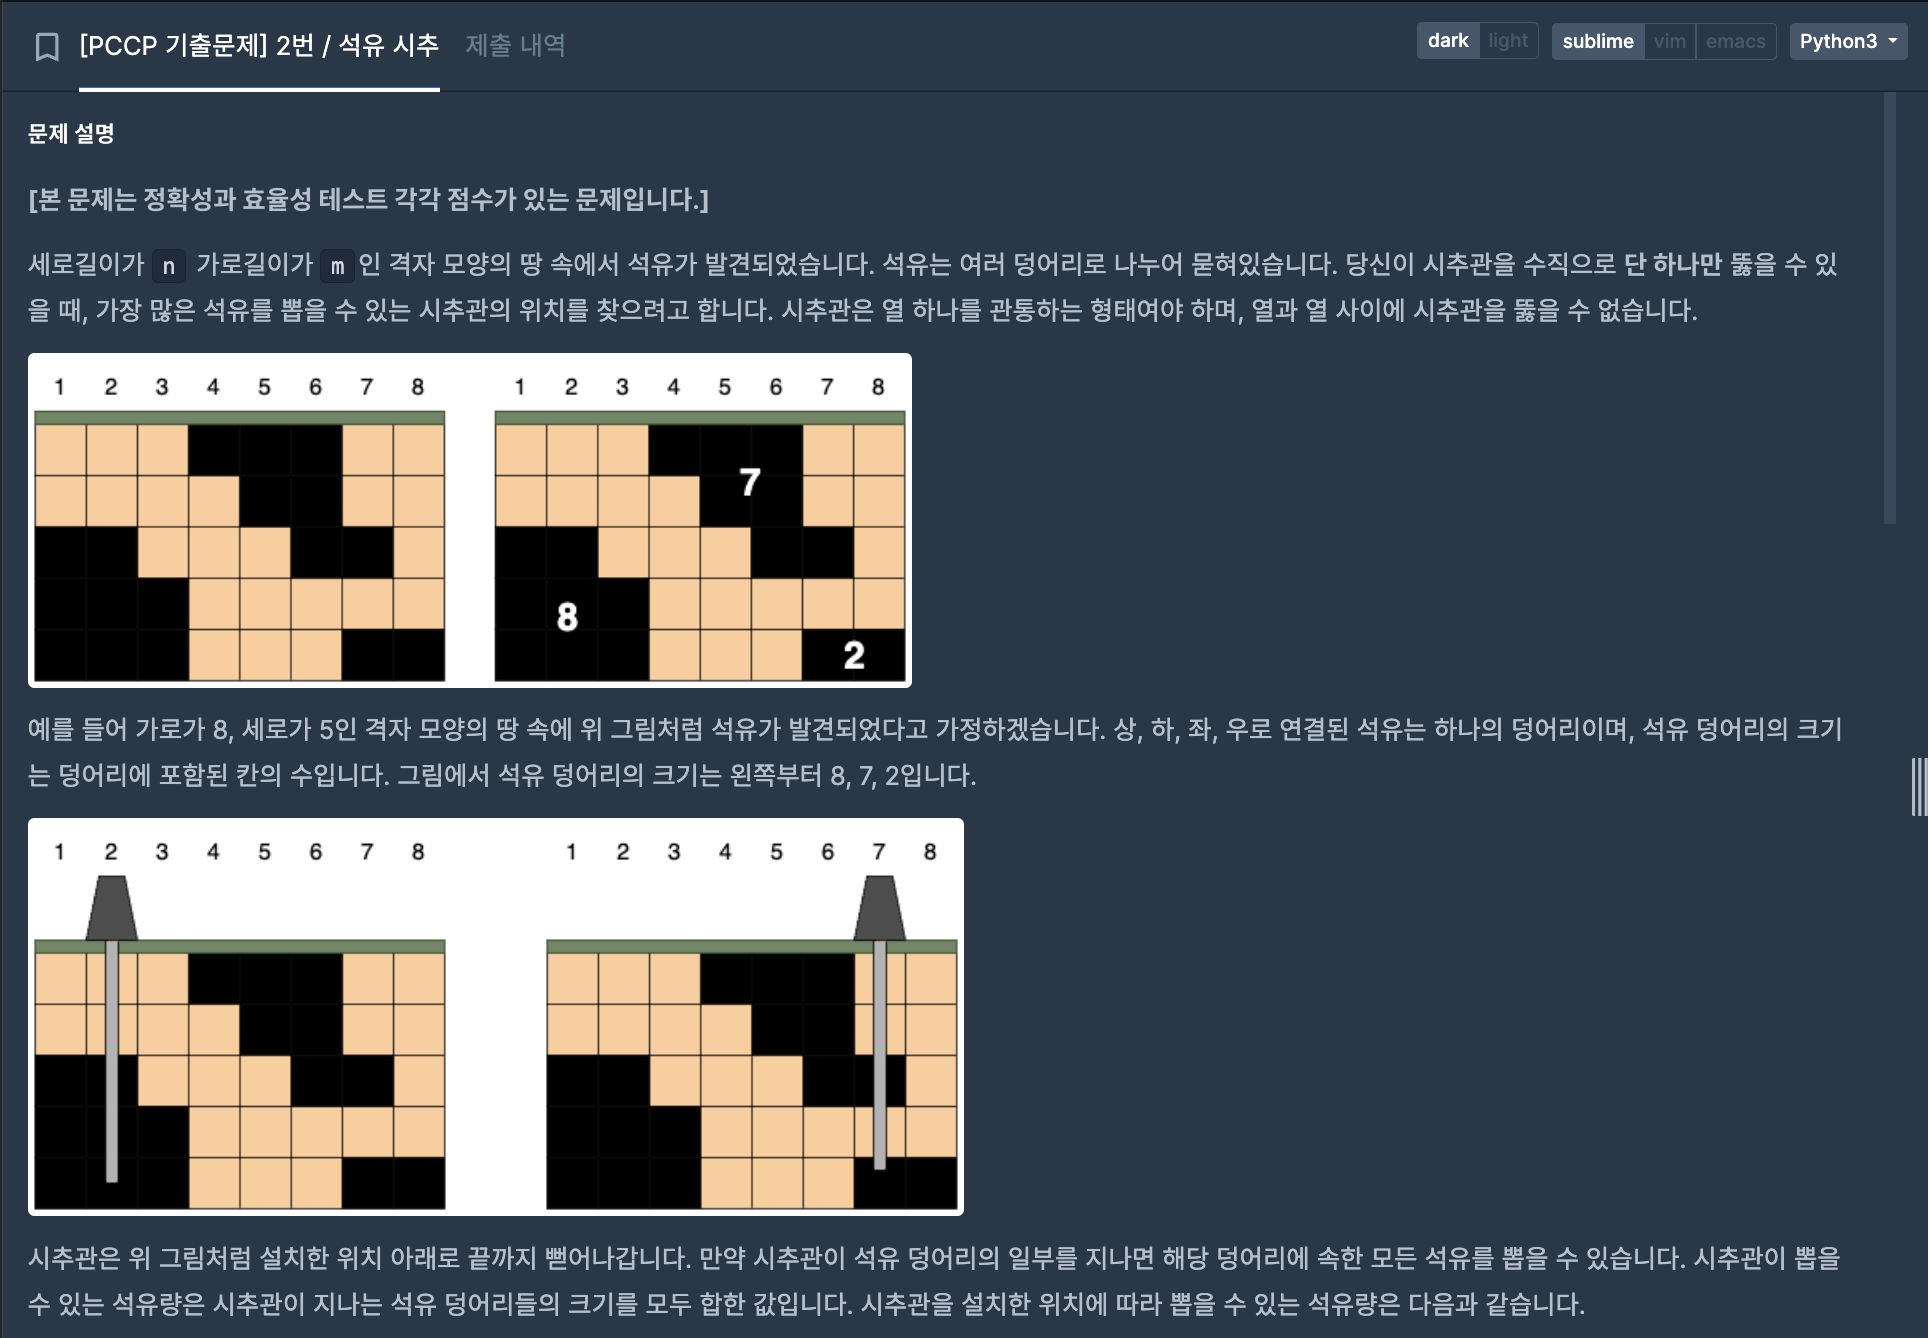 [PCCP 기출문제] 2번 / 석유 시추 제출 내역 dark light sublime vim emacs Python3
문제 설명
[본 문제는 정확성과 효율성 테스트 각각 점수가 있는 문제입니다.]
세로길이가 n 가로길이가 m 인 격자 모양의 땅 속에서 석유가 발견되었습니다. 석유는 여러 덩어리로 나누어 묻혀있습니다. 당신이 시추관을 수직으로 단 하나만 뚫을 수 있
을 때, 가장 많은 석유를 뽑을 수 있는 시추관의 위치를 찾으려고 합니다. 시추관은 열 하나를 관통하는 형태여야 하며, 열과 열 사이에 시추관을 뚫을 수 없습니다.
1 2 3 4 5 6 7 8 1 2 3 4 5 6 7 8
7
8
2
예를 들어 가로가 8, 세로가 5인 격자 모양의 땅 속에 위 그림처럼 석유가 발견되었다고 가정하겠습니다. 상, 하, 좌, 우로 연결된 석유는 하나의 덩어리이며, 석유 덩어리의 크기
는 덩어리에 포함된 칸의 수입니다. 그림에서 석유 덩어리의 크기는 왼쪽부터 8, 7, 2입니다.
1 2 3 4 5 6 7 8 1 2 3 4 5 6 7 8
시추관은 위 그림처럼 설치한 위치 아래로 끝까지 뻗어나갑니다. 만약 시추관이 석유 덩어리의 일부를 지나면 해당 덩어리에 속한 모든 석유를 뽑을 수 있습니다. 시추관이 뽑을
수 있는 석유량은 시추관이 지나는 석유 덩어리들의 크기를 모두 합한 값입니다. 시추관을 설치한 위치에 따라 뽑을 수 있는 석유량은 다음과 같습니다.